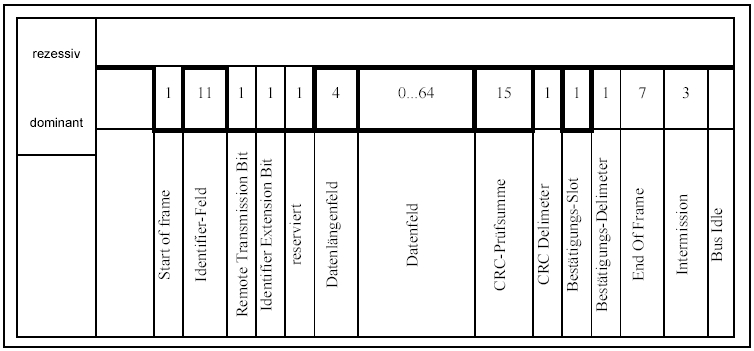 rezessiv
dominant
1 11 1 1 1 4 0...64 15 1 1 1 7 3
Start of frame
Identifier-Feld
Remote Transmission Bit
Identifier Extension Bit
reserviert
Datenlängenfeld
Datenfeld
CRC-Prüfsumme
CRC Delimeter
Bestätigungs-Slot
Bestätigungs-Delimeter
End Of Frame
Intermission
Bus Idle